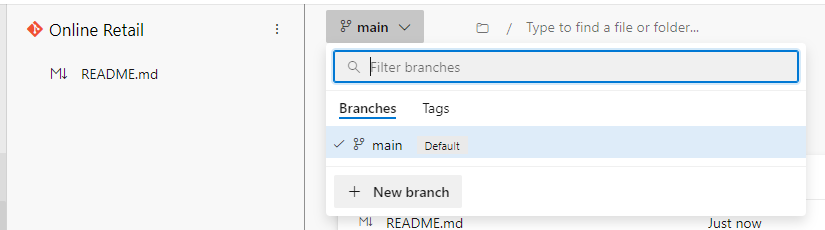 Online Retail
README.md
main
/ Type to find a file or folder...
Filter branches
Branches Tags
main Default
+ New branch
README.md Just now